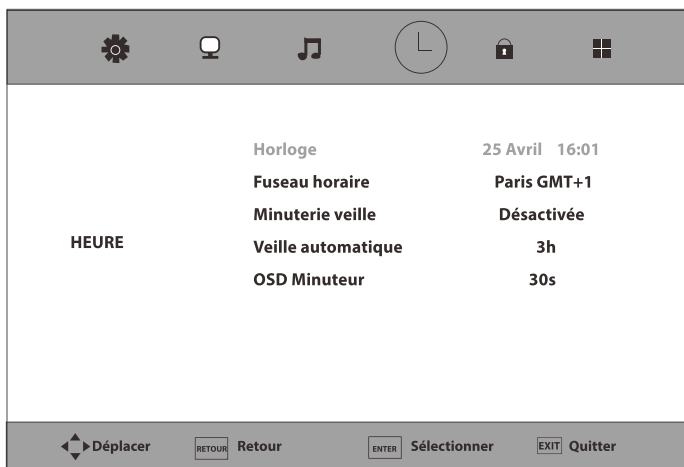 Horloge 25 Avril 16:01
Fuseau horaire Paris GMT+1
Minuterie veille Désactivée
HEURE Veille automatique 3h
OSD Minuteur 30s
Déplacer RETOUR Retour ENTER Sélectionner EXIT Quitter